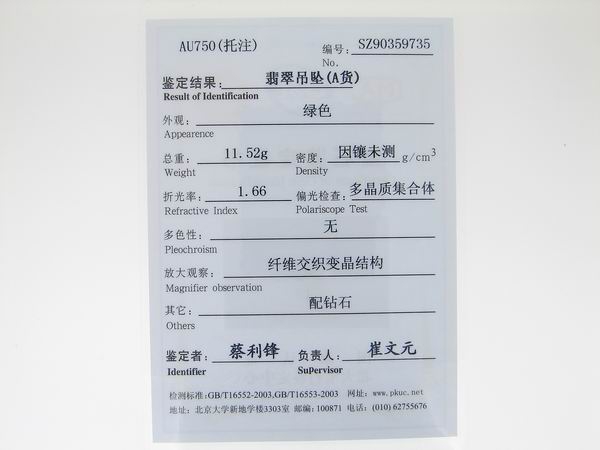 AU750(托注)
编号: SZ90359735
No.
鉴定结果: 翡翠吊坠(A货)
Result of Identification
外观: 绿色
Appearence
总重: 11.52g 密度: 因镶未测 g/cm3
Weight Density
折光率: 1.66 偏光检查: 多晶质集合体
Refractive Index Polariscope Test
多色性: 无
Pleochroism
放大观察: 纤维交织变晶结构
Magnifier observation
其它: 配钻石
Others
鉴定者: 蔡利锋 负责人: 崔文元
Identifier Supervisor
检测标准:GB/T16552-2003,GB/T16553-2003 网址: www.pkuc.net
地址: 北京大学新地学楼3303室 邮编:100871 电话: (010) 62755676